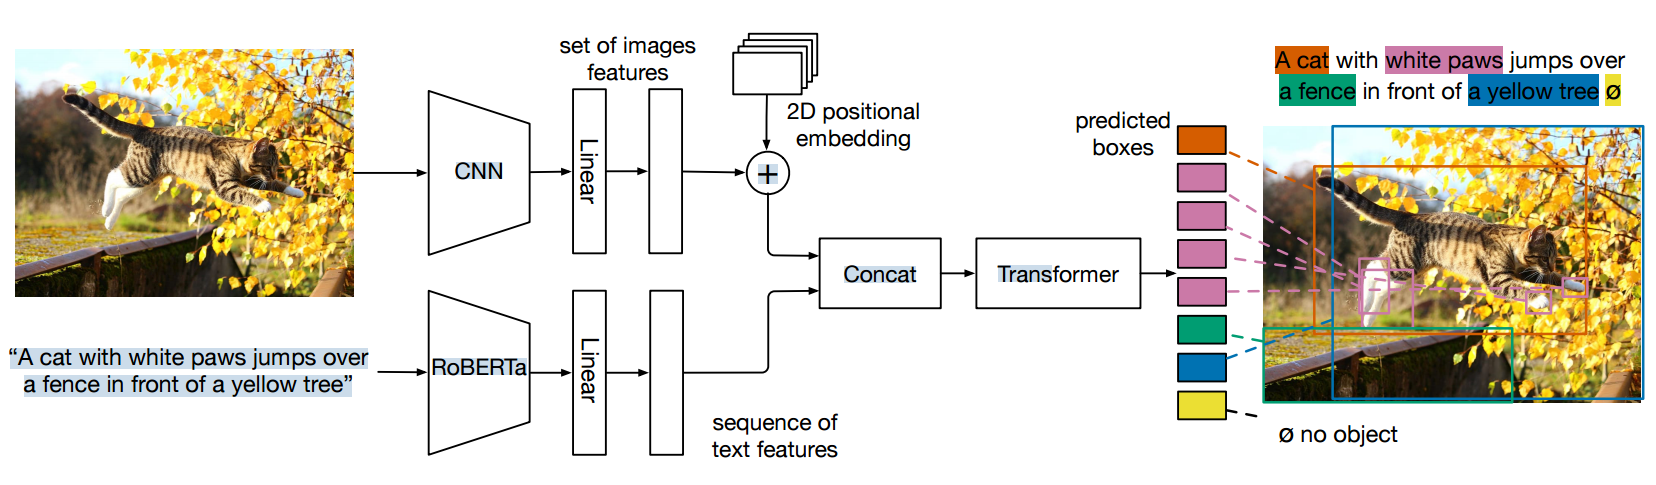 set of images
features
2D positional
embedding
CNN
Linear
+
“A cat with white paws jumps over
a fence in front of a yellow tree”
RoBERTa
Linear
sequence of
text features
Concat
Transformer
predicted
boxes
A cat with white paws jumps over
a fence in front of a yellow tree ø
ø no object